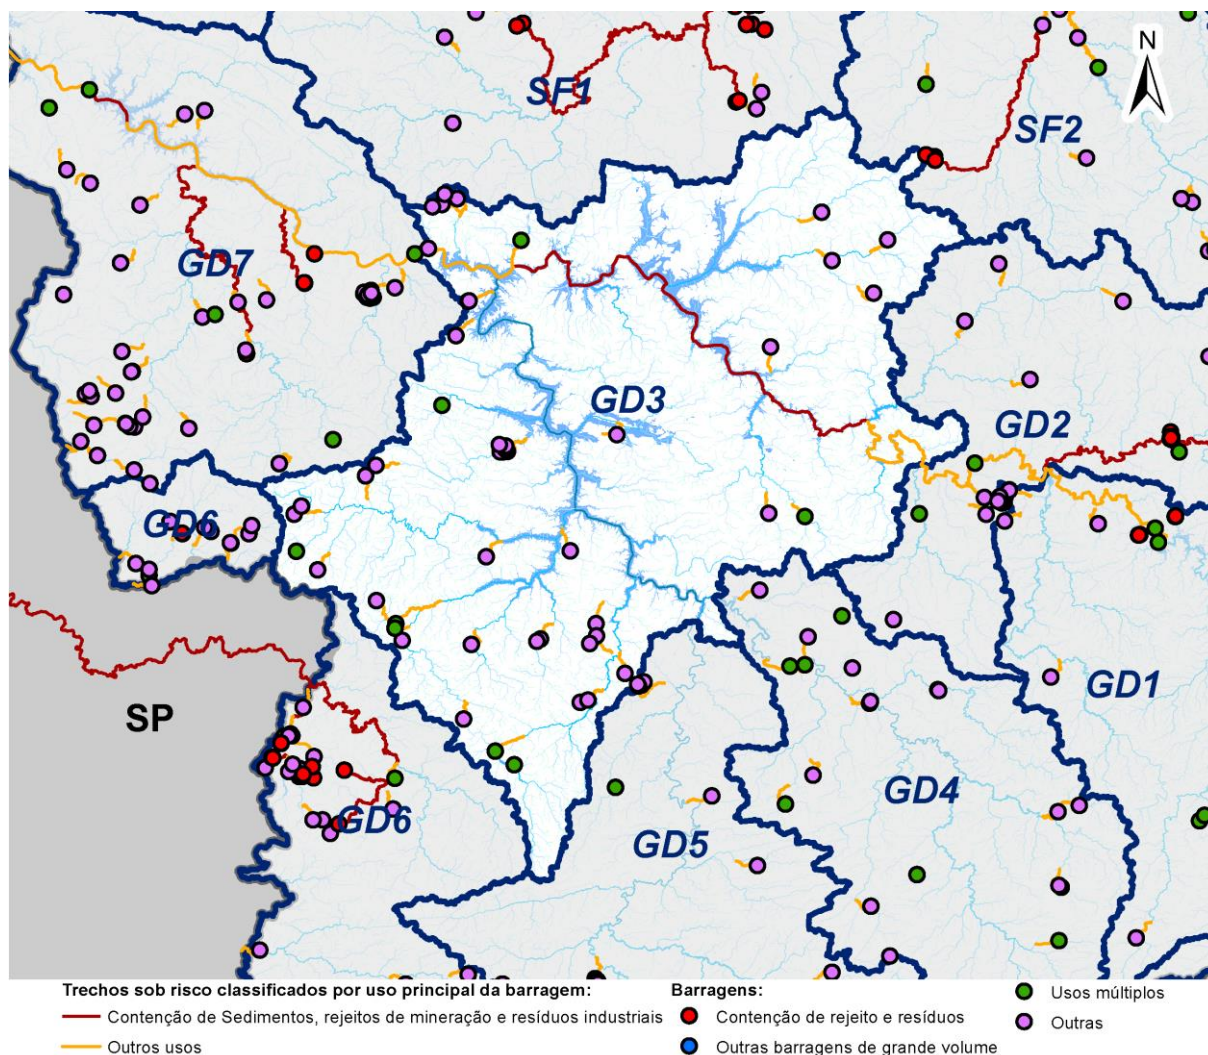 N
SF1
SF2
GD7
GD3
GD2
GD6
SP
GD1
GD4
GD6
GD5
Trechos sob risco classificados por uso principal da barragem:
Contenção de Sedimentos, rejeitos de mineração e resíduos industriais
Outros usos
Barragens:
Contenção de rejeito e resíduos
Outras barragens de grande volume
Usos múltiplos
Outras